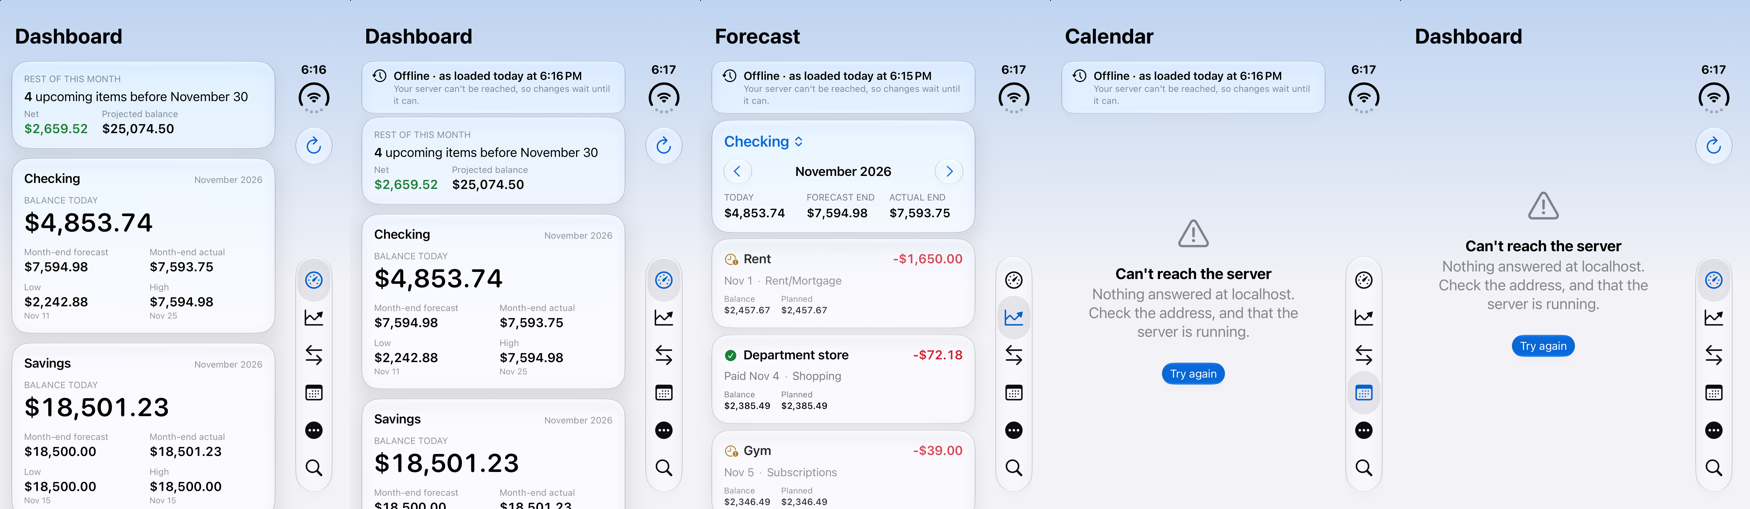 Dashboard
6:16
REST OF THIS MONTH
4 upcoming items before November 30
Net Projected balance
$2,659.52 $25,074.50
Checking November 2026
BALANCE TODAY
$4,853.74
Month-end forecast Month-end actual
$7,594.98 $7,593.75
Low High
$2,242.88 $7,594.98
Nov 11 Nov 25
Savings November 2026
BALANCE TODAY
$18,501.23
Month-end forecast Month-end actual
$18,500.00 $18,501.23
Low High
$18,500.00 $18,500.00
Nov 15 Nov 15
Dashboard
6:17
Offline · as loaded today at 6:16 PM
Your server can't be reached, so changes wait until
it can.
REST OF THIS MONTH
4 upcoming items before November 30
Net Projected balance
$2,659.52 $25,074.50
Checking November 2026
BALANCE TODAY
$4,853.74
Month-end forecast Month-end actual
$7,594.98 $7,593.75
Low High
$2,242.88 $7,594.98
Nov 11 Nov 25
Savings November 2026
BALANCE TODAY
$18,501.23
Month-end forecast Month-end actual
$18,500.00 $18,501.23
Forecast
6:17
Offline · as loaded today at 6:15 PM
Your server can't be reached, so changes wait until
it can.
Checking
November 2026
TODAY FORECAST END ACTUAL END
$4,853.74 $7,594.98 $7,593.75
Rent -$1,650.00
Nov 1 · Rent/Mortgage
Balance Planned
$2,457.67 $2,457.67
Department store -$72.18
Paid Nov 4 · Shopping
Balance Planned
$2,385.49 $2,385.49
Gym -$39.00
Nov 5 · Subscriptions
Balance Planned
$2,346.49 $2,346.49
Calendar
6:17
Offline · as loaded today at 6:16 PM
Your server can't be reached, so changes wait until
it can.
Can't reach the server
Nothing answered at localhost.
Check the address, and that the
server is running.
Try again
Dashboard
6:17
Can't reach the server
Nothing answered at localhost.
Check the address, and that the
server is running.
Try again